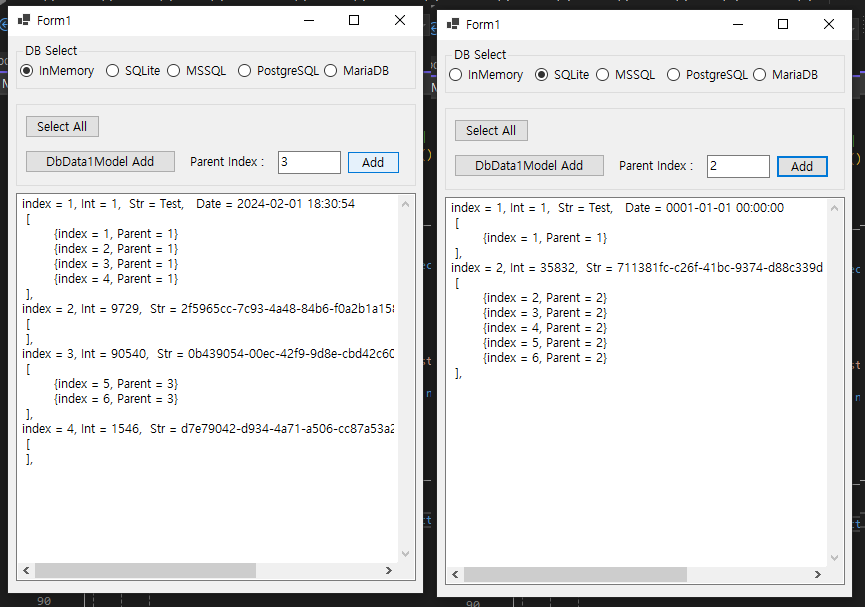 Form1
DB Select
InMemory SQLite MSSQL PostgreSQL MariaDB
Select All
DbData1Model Add Parent Index : 3 Add
index = 1, Int = 1, Str = Test, Date = 2024-02-01 18:30:54
[
{index = 1, Parent = 1}
{index = 2, Parent = 1}
{index = 3, Parent = 1}
{index = 4, Parent = 1}
],
index = 2, Int = 9729, Str = 2f5965cc-7c93-4a48-84b6-f0a2b1a158
[
],
index = 3, Int = 90540, Str = 0b439054-00ec-42f9-9d8e-cbd42c60
[
{index = 5, Parent = 3}
{index = 6, Parent = 3}
],
index = 4, Int = 1546, Str = d7e79042-d934-4a71-a506-cc87a53a2
[
],
90
Form1
DB Select
InMemory SQLite MSSQL PostgreSQL MariaDB
Select All
DbData1Model Add Parent Index : 2 Add
index = 1, Int = 1, Str = Test, Date = 0001-01-01 00:00:00
[
{index = 1, Parent = 1}
],
index = 2, Int = 35832, Str = 711381fc-c26f-41bc-9374-d88c339d
[
{index = 2, Parent = 2}
{index = 3, Parent = 2}
{index = 4, Parent = 2}
{index = 5, Parent = 2}
{index = 6, Parent = 2}
],
90